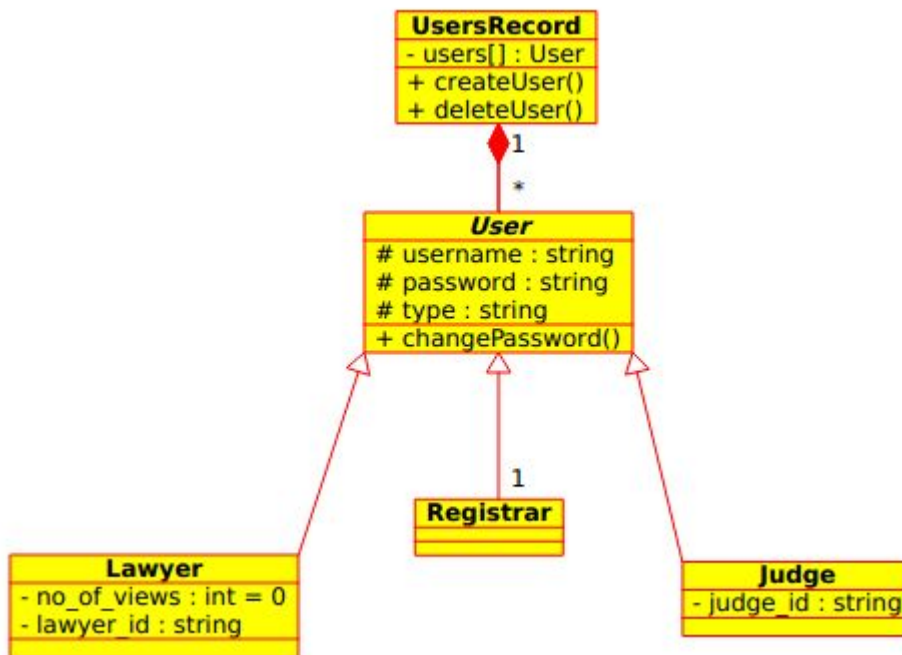 UsersRecord
- users[] : User
+ createUser()
+ deleteUser()
1
*
User
# username : string
# password : string
# type : string
+ changePassword()
1
Registrar
Lawyer
- no_of_views : int = 0
- lawyer_id : string
Judge
- judge_id : string